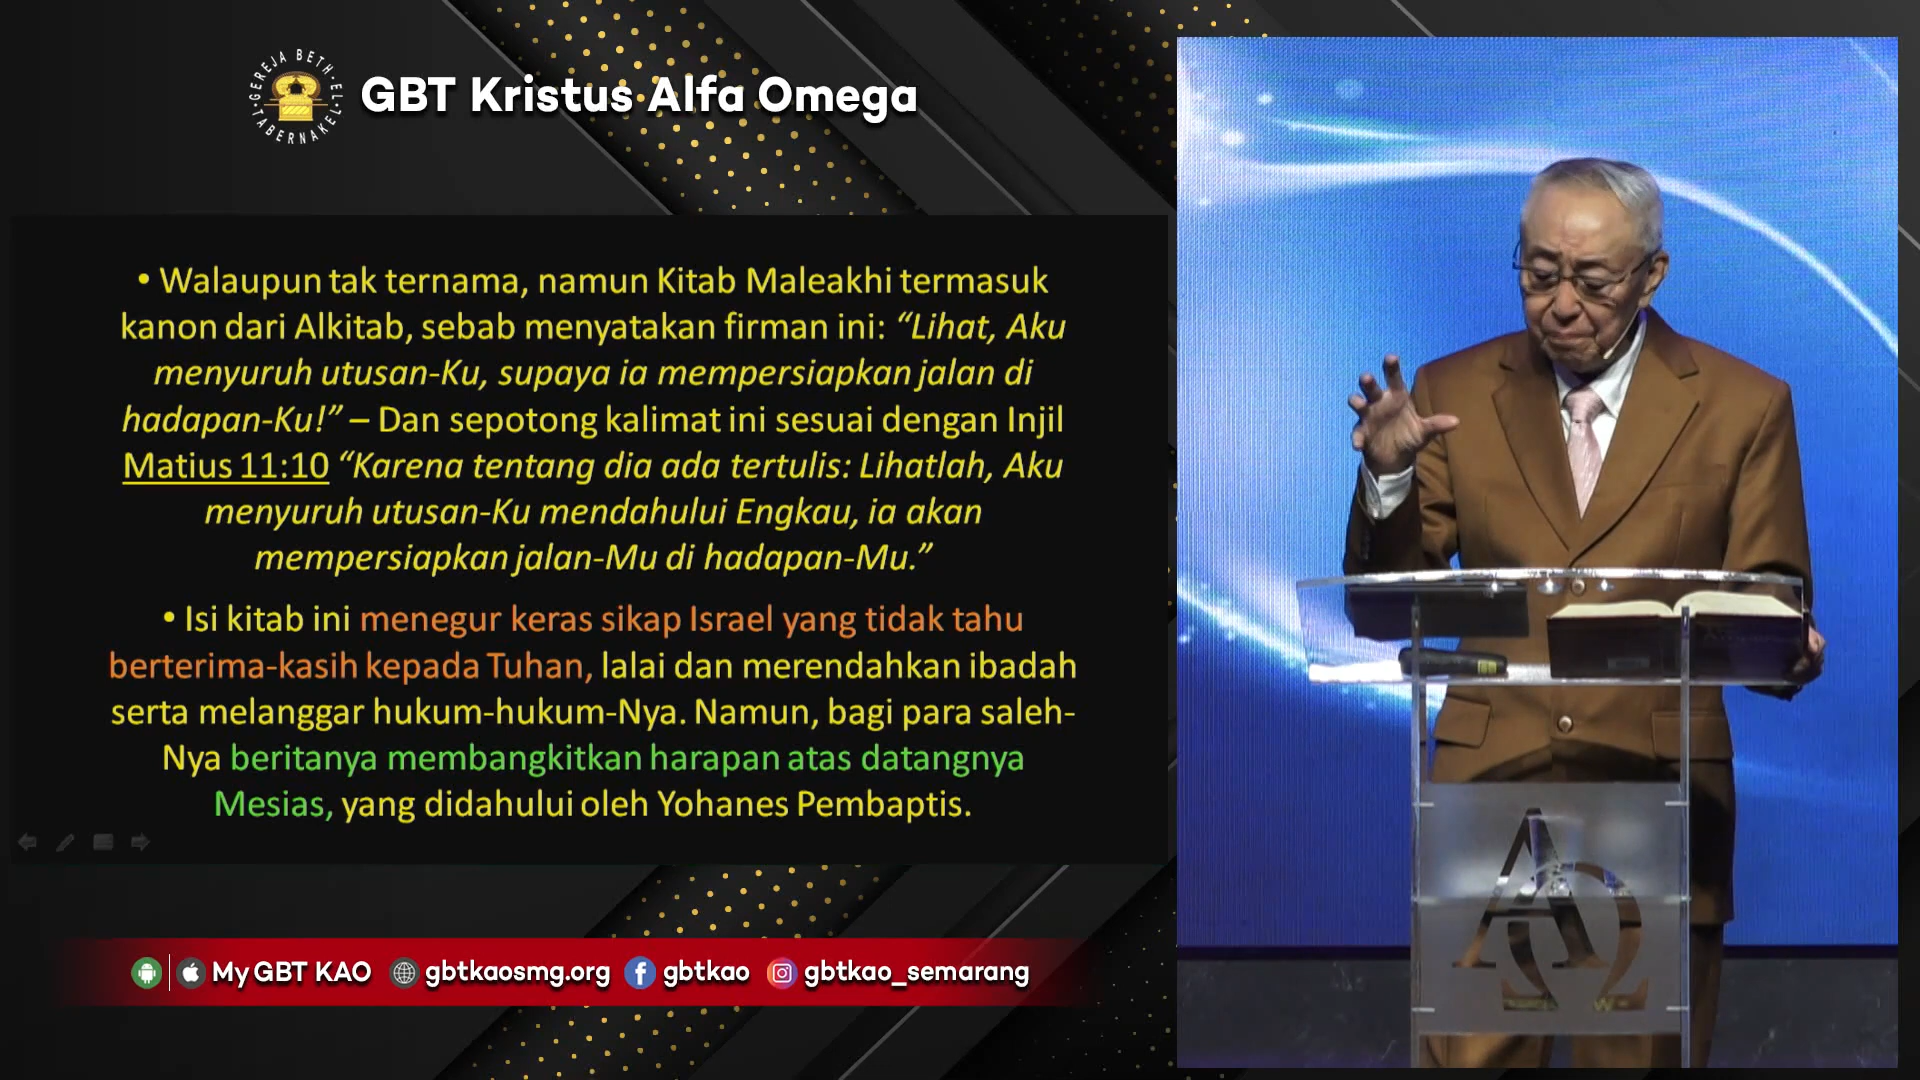 GEREJA BETH-EL TABERNAKEL
GBT Kristus Alfa Omega
• Walaupun tak ternama, namun Kitab Maleakhi termasuk
kanon dari Alkitab, sebab menyatakan firman ini: “Lihat, Aku
menyuruh utusan-Ku, supaya ia mempersiapkan jalan di
hadapan-Ku!” – Dan sepotong kalimat ini sesuai dengan Injil
Matius 11:10 “Karena tentang dia ada tertulis: Lihatlah, Aku
menyuruh utusan-Ku mendahului Engkau, ia akan
mempersiapkan jalan-Mu di hadapan-Mu.”
• Isi kitab ini menegur keras sikap Israel yang tidak tahu
berterima-kasih kepada Tuhan, lalai dan merendahkan ibadah
serta melanggar hukum-hukum-Nya. Namun, bagi para saleh-
Nya beritanya membangkitkan harapan atas datangnya
Mesias, yang didahului oleh Yohanes Pembaptis.
My GBT KAO gbtkaosmg.org gbtkao gbtkao_semarang
ΑΩ